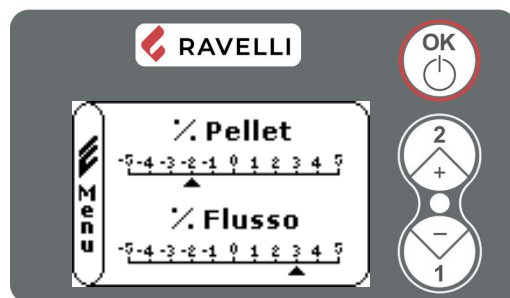 RAVELLI
OK
% Pellet
-5 -4 -3 -2 -1 0 1 2 3 4 5
% Flusso
-5 -4 -3 -2 -1 0 1 2 3 4 5
Menu
2
+
−
1